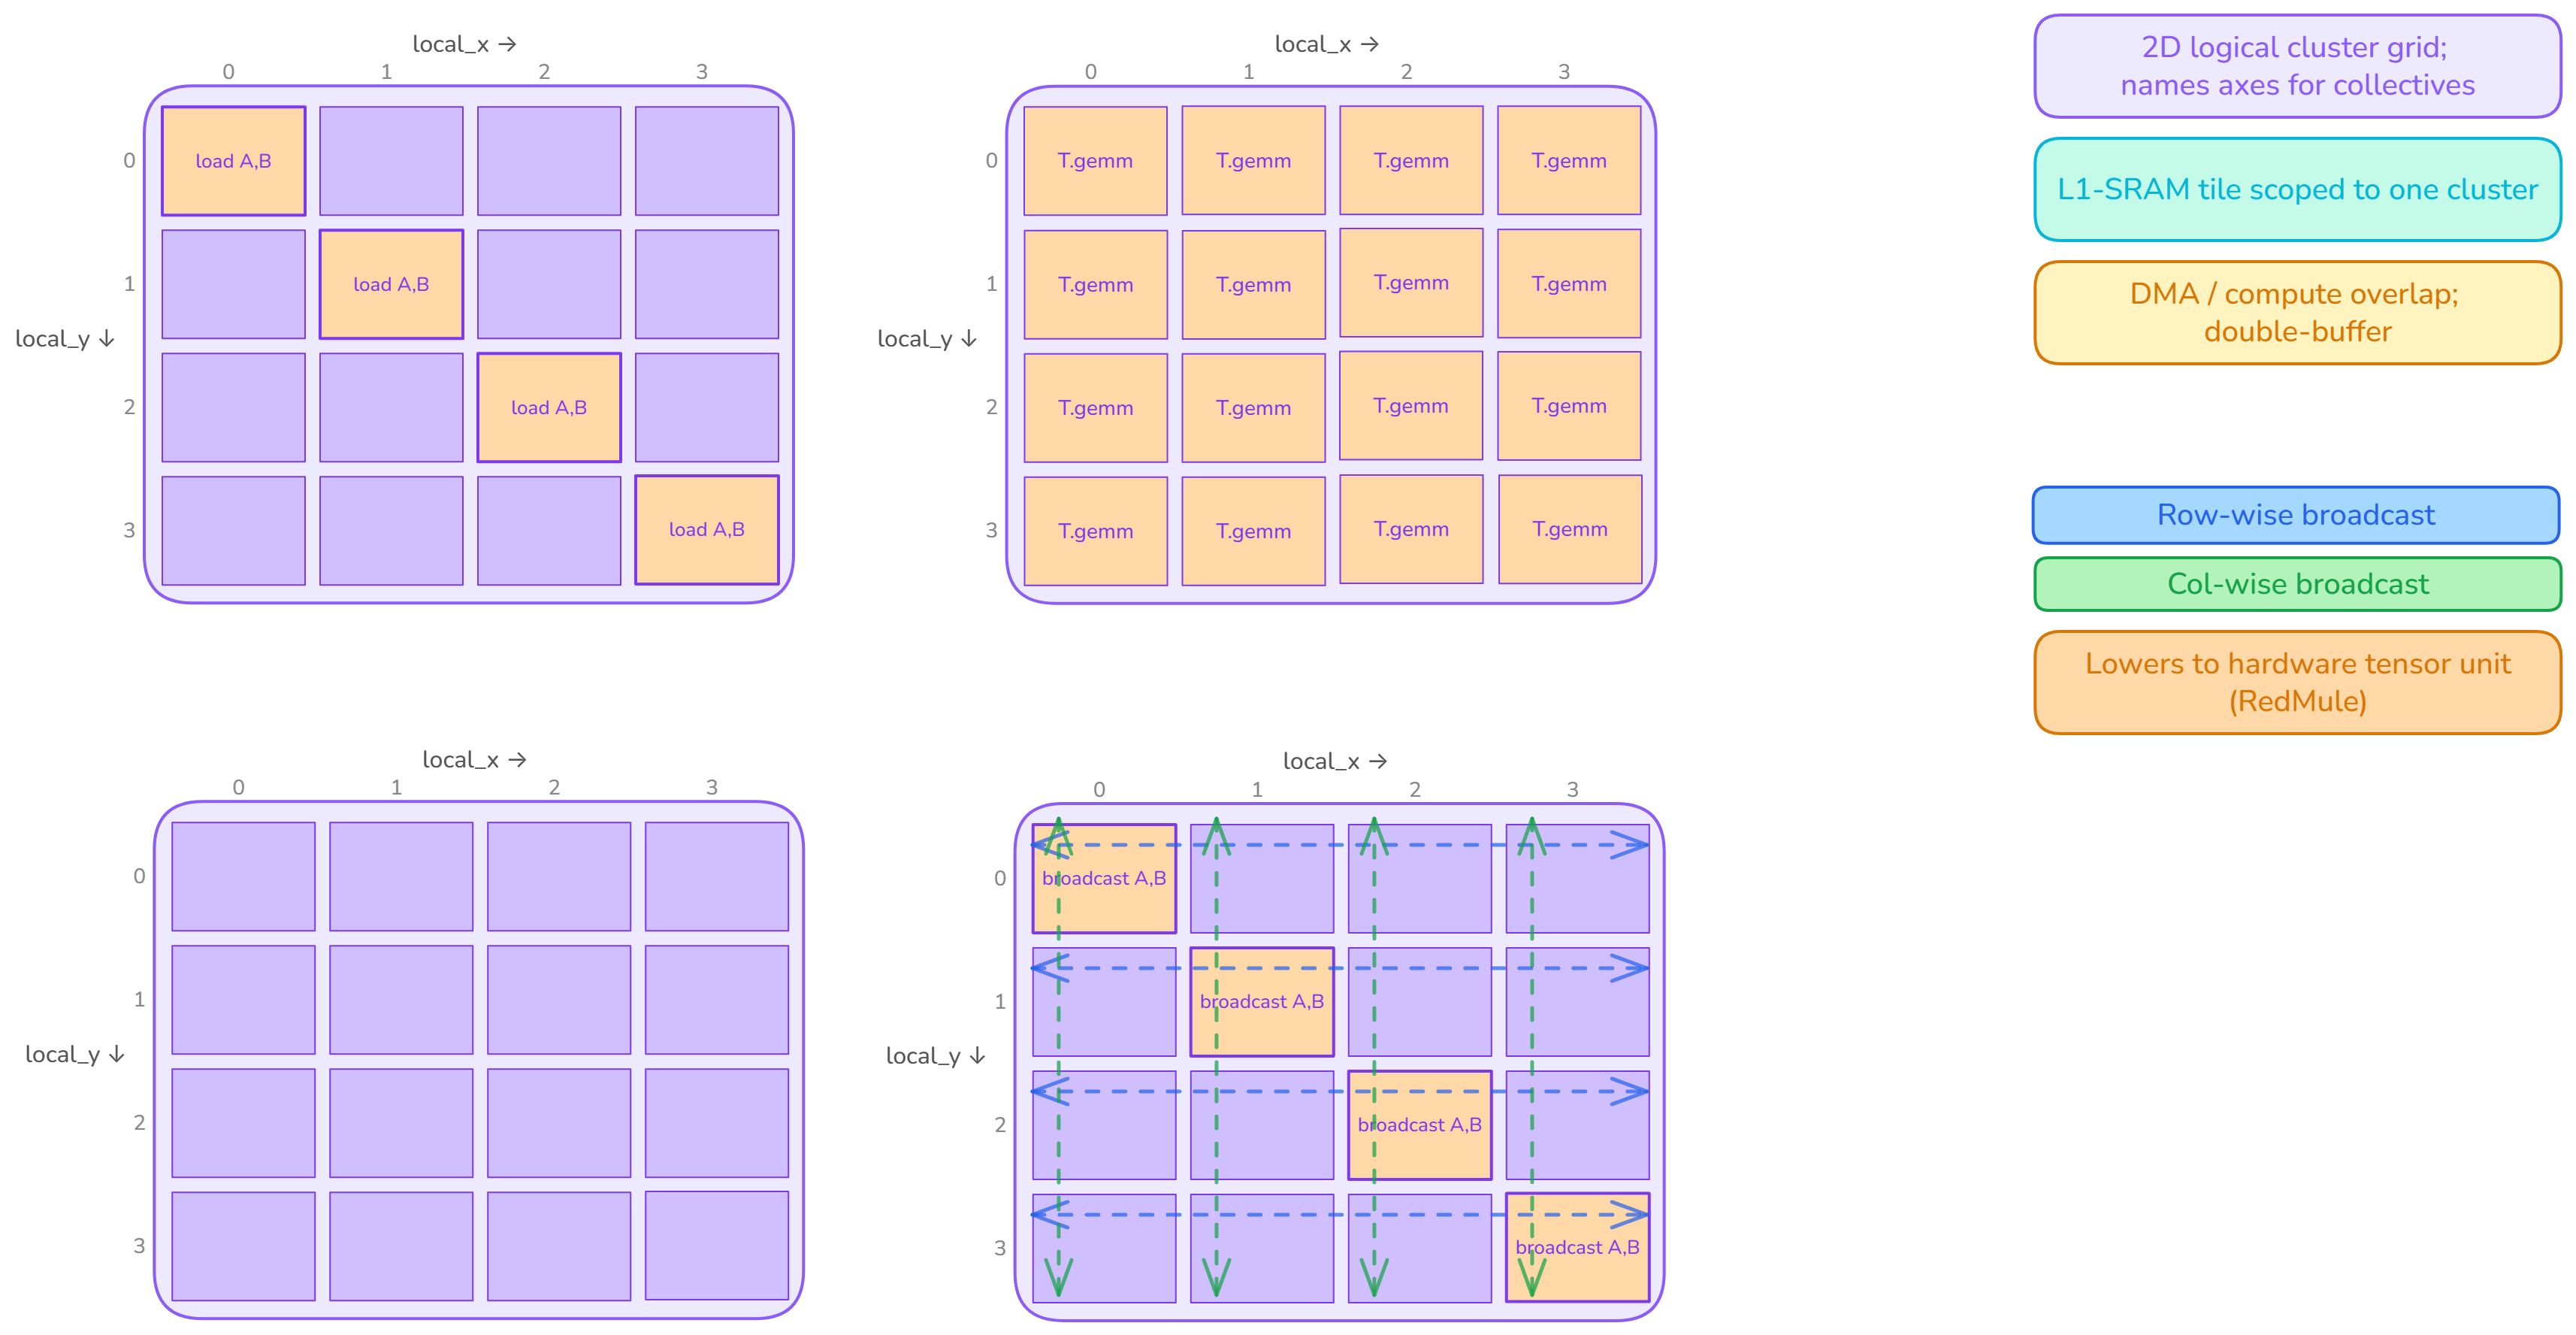 local_x →
0 1 2 3
0
load A,B
1
load A,B
local_y ↓
2
load A,B
3
load A,B
local_x →
0 1 2 3
0
T.gemm T.gemm T.gemm T.gemm
1
T.gemm T.gemm T.gemm T.gemm
local_y ↓
2
T.gemm T.gemm T.gemm T.gemm
3
T.gemm T.gemm T.gemm T.gemm
2D logical cluster grid;
names axes for collectives
L1-SRAM tile scoped to one cluster
DMA / compute overlap;
double-buffer
Row-wise broadcast
Col-wise broadcast
Lowers to hardware tensor unit
(RedMule)
local_x →
0 1 2 3
0
1
local_y ↓
2
3
local_x →
0 1 2 3
0
broadcast A,B
1
broadcast A,B
local_y ↓
2
broadcast A,B
3
broadcast A,B